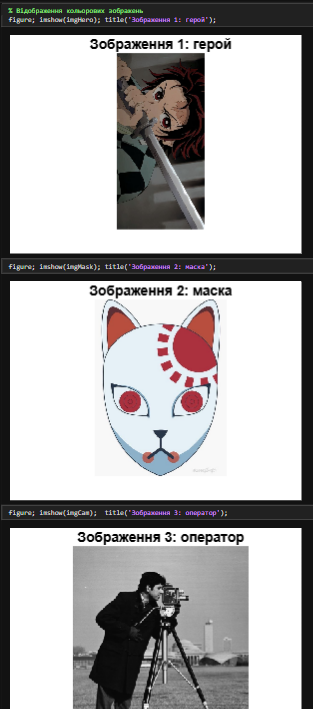 % Відображення кольорових зображень
figure; imshow(imgHero); title('Зображення 1: герой');
Зображення 1: герой
figure; imshow(imgMask); title('Зображення 2: маска');
Зображення 2: маска
figure; imshow(imgCam);  title('Зображення 3: оператор');
Зображення 3: оператор